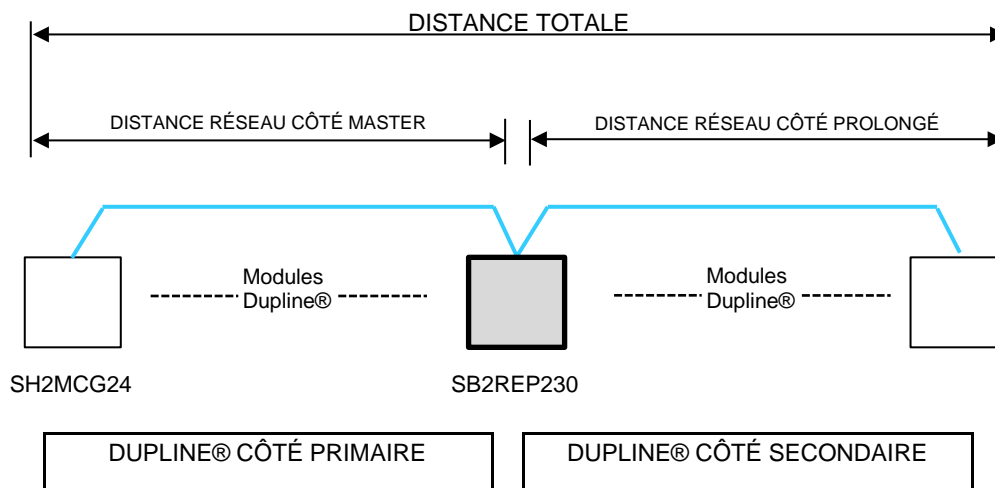 DISTANCE TOTALE
DISTANCE RÉSEAU CÔTÉ MASTER
DISTANCE RÉSEAU CÔTÉ PROLONGÉ
Modules
Dupline®
Modules
Dupline®
SH2MCG24
SB2REP230
DUPLINE® CÔTÉ PRIMAIRE
DUPLINE® CÔTÉ SECONDAIRE